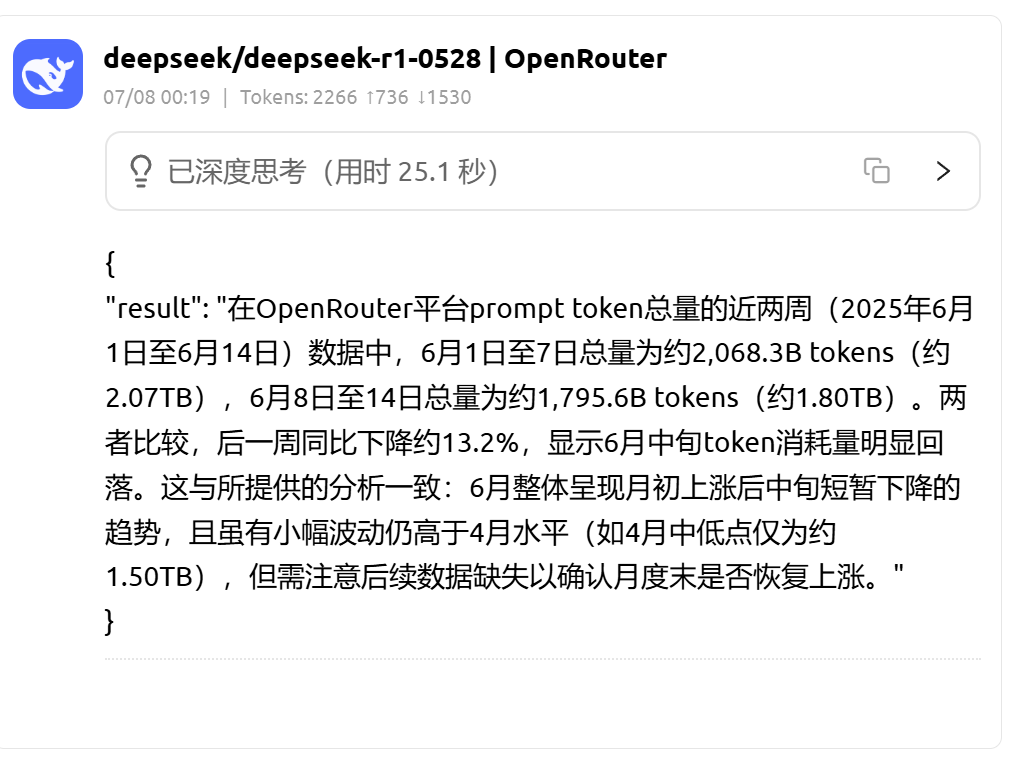 deepseek/deepseek-r1-0528 | OpenRouter
07/08 00:19 | Tokens: 2266 ↑736 ↓1530
已深度思考（用时 25.1 秒）
{
"result": "在OpenRouter平台prompt token总量的近两周（2025年6月
1日至6月14日）数据中，6月1日至7日总量为约2,068.3B tokens（约
2.07TB），6月8日至14日总量为约1,795.6B tokens（约1.80TB）。两
者比较，后一周同比下降约13.2%，显示6月中旬token消耗量明显回
落。这与所提供的分析一致：6月整体呈现月初上涨后中旬短暂下降的
趋势，且虽有小幅波动仍高于4月水平（如4月中低点仅为约
1.50TB），但需注意后续数据缺失以确认月度末是否恢复上涨。"
}